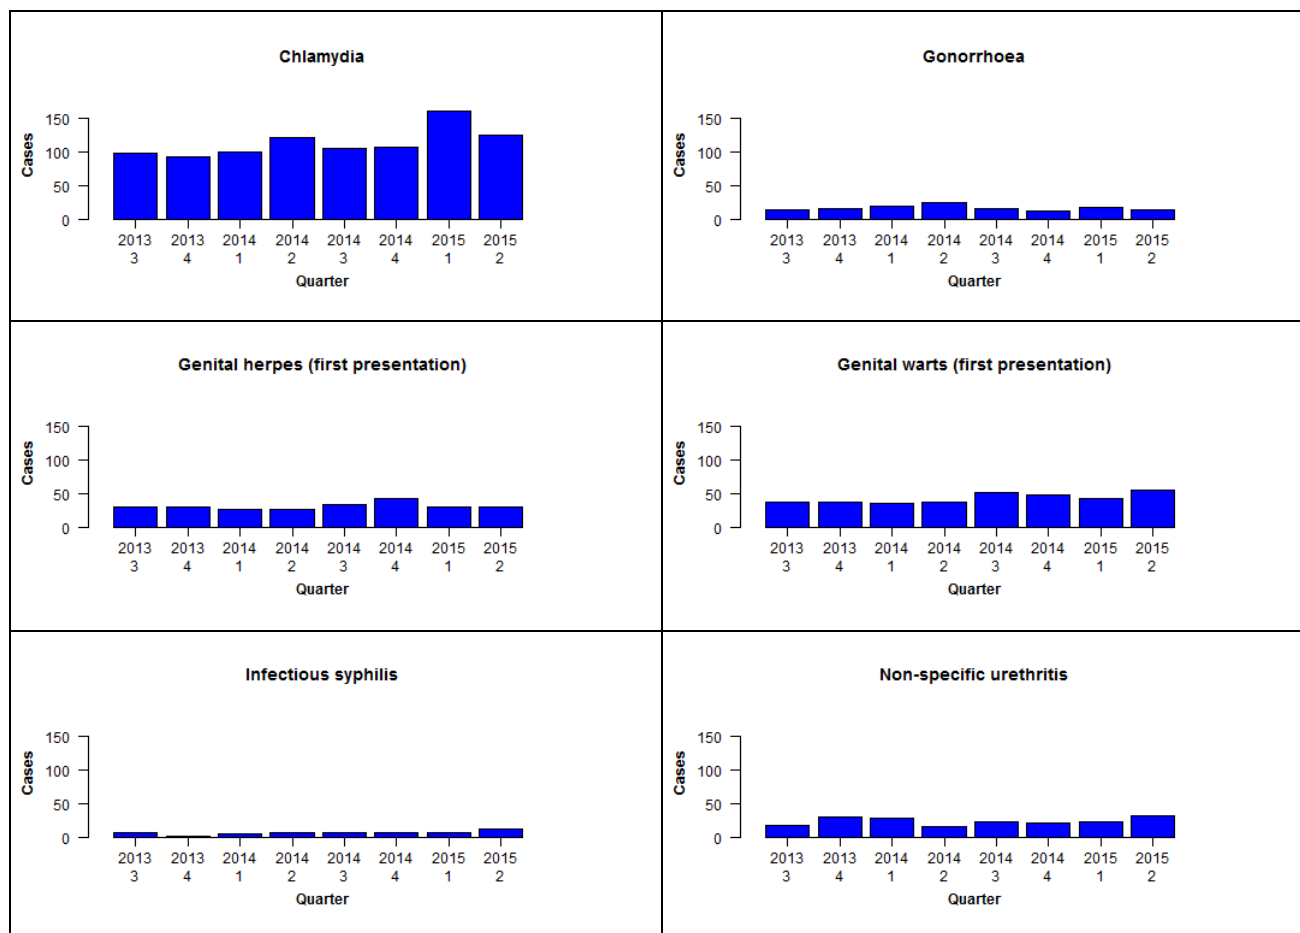 Chlamydia
Cases
150
100
50
0
2013 2013 2014 2014 2014 2014 2015 2015
3 4 1 2 3 4 1 2
Quarter
Gonorrhoea
Cases
150
100
50
0
2013 2013 2014 2014 2014 2014 2015 2015
3 4 1 2 3 4 1 2
Quarter
Genital herpes (first presentation)
Cases
150
100
50
0
2013 2013 2014 2014 2014 2014 2015 2015
3 4 1 2 3 4 1 2
Quarter
Genital warts (first presentation)
Cases
150
100
50
0
2013 2013 2014 2014 2014 2014 2015 2015
3 4 1 2 3 4 1 2
Quarter
Infectious syphilis
Cases
150
100
50
0
2013 2013 2014 2014 2014 2014 2015 2015
3 4 1 2 3 4 1 2
Quarter
Non-specific urethritis
Cases
150
100
50
0
2013 2013 2014 2014 2014 2014 2015 2015
3 4 1 2 3 4 1 2
Quarter